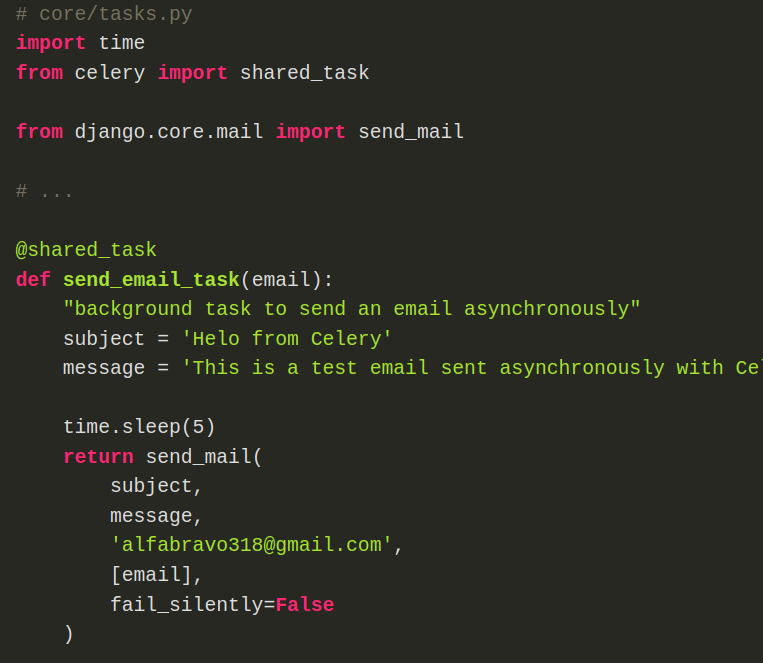 # core/tasks.py
import time
from celery import shared_task
from django.core.mail import send_mail
# ...
@shared_task
def send_email_task(email):
    "background task to send an email asynchronously"
    subject = 'Helo from Celery'
    message = 'This is a test email sent asynchronously with
    time.sleep(5)
    return send_mail(
        subject,
        message,
        'alfabravo318@gmail.com',
        [email],
        fail_silently=False
    )